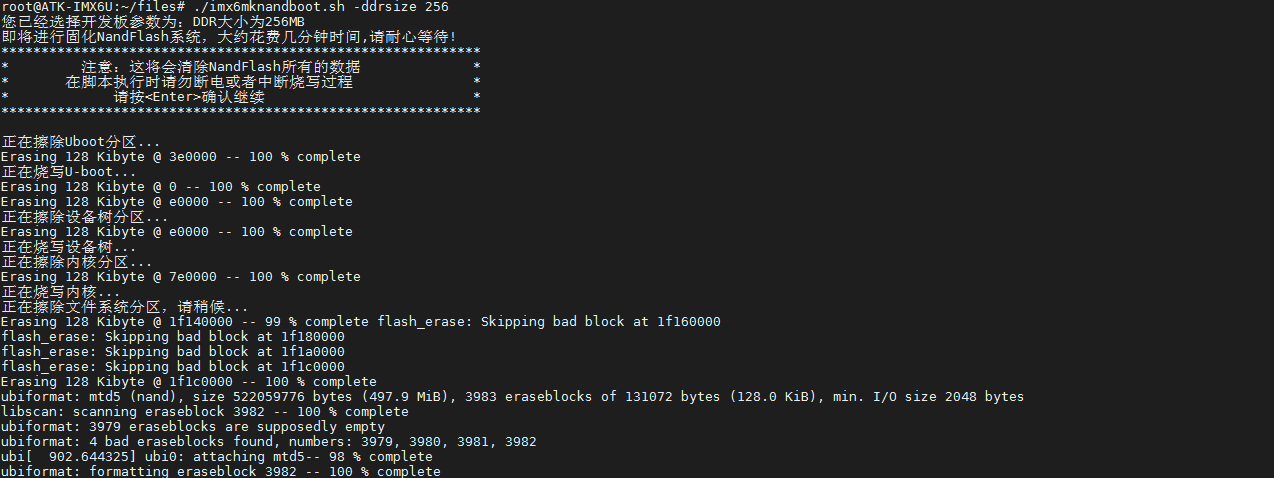 root@ATK-IMX6U:~/files# ./imx6mknandboot.sh -ddrsize 256
您已经选择开发板参数为：DDR大小为256MB
即将进行固化NandFlash系统，大约花费几分钟时间,请耐心等待!
************************************************************
*         注意：这将会清除NandFlash所有的数据              *
*       在脚本执行时请勿断电或者中断烧写过程               *
*             请按<Enter>确认继续                          *
************************************************************
正在擦除Uboot分区...
Erasing 128 Kibyte @ 3e0000 -- 100 % complete
正在烧写U-boot...
Erasing 128 Kibyte @ 0 -- 100 % complete
Erasing 128 Kibyte @ e0000 -- 100 % complete
正在擦除设备树分区...
Erasing 128 Kibyte @ e0000 -- 100 % complete
正在烧写设备树...
正在擦除内核分区...
Erasing 128 Kibyte @ 7e0000 -- 100 % complete
正在烧写内核...
正在擦除文件系统分区，请稍候...
Erasing 128 Kibyte @ 1f140000 -- 99 % complete flash_erase: Skipping bad block at 1f160000
flash_erase: Skipping bad block at 1f180000
flash_erase: Skipping bad block at 1f1a0000
flash_erase: Skipping bad block at 1f1c0000
Erasing 128 Kibyte @ 1f1c0000 -- 100 % complete
ubiformat: mtd5 (nand), size 522059776 bytes (497.9 MiB), 3983 eraseblocks of 131072 bytes (128.0 KiB), min. I/O size 2048 bytes
libscan: scanning eraseblock 3982 -- 100 % complete
ubiformat: 3979 eraseblocks are supposedly empty
ubiformat: 4 bad eraseblocks found, numbers: 3979, 3980, 3981, 3982
ubi[  902.644325] ubi0: attaching mtd5-- 98 % complete
ubiformat: formatting eraseblock 3982 -- 100 % complete